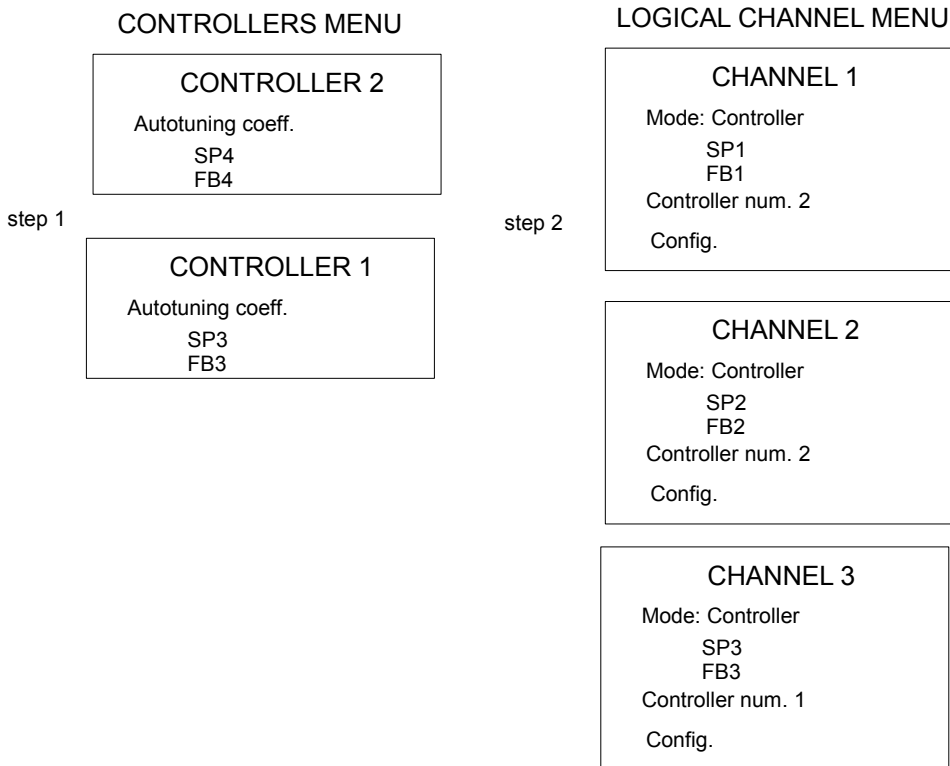 CONTROLLERS MENU
CONTROLLER 2
Autotuning coeff.
SP4
FB4
step 1
CONTROLLER 1
Autotuning coeff.
SP3
FB3
LOGICAL CHANNEL MENU
CHANNEL 1
Mode: Controller
SP1
FB1
Controller num. 2
Config.
step 2
CHANNEL 2
Mode: Controller
SP2
FB2
Controller num. 2
Config.
CHANNEL 3
Mode: Controller
SP3
FB3
Controller num. 1
Config.